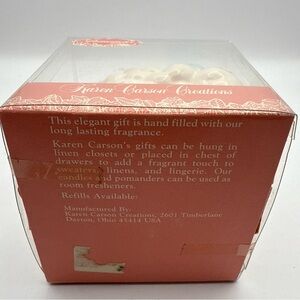 Karen Carson Creations
This elegant gift is hand filled with our
long lasting fragrance.
Karen Carson's gifts can be hung in
linen closets or placed in chest of
drawers to add a fragrant touch to
sweaters, linens, and lingerie. Our
candles and pomanders can be used as
room fresheners.
Refills Available:
Manufactured By:
Karen Carson Creations, 2601 Timberlane
Dayton, Ohio 45414 USA